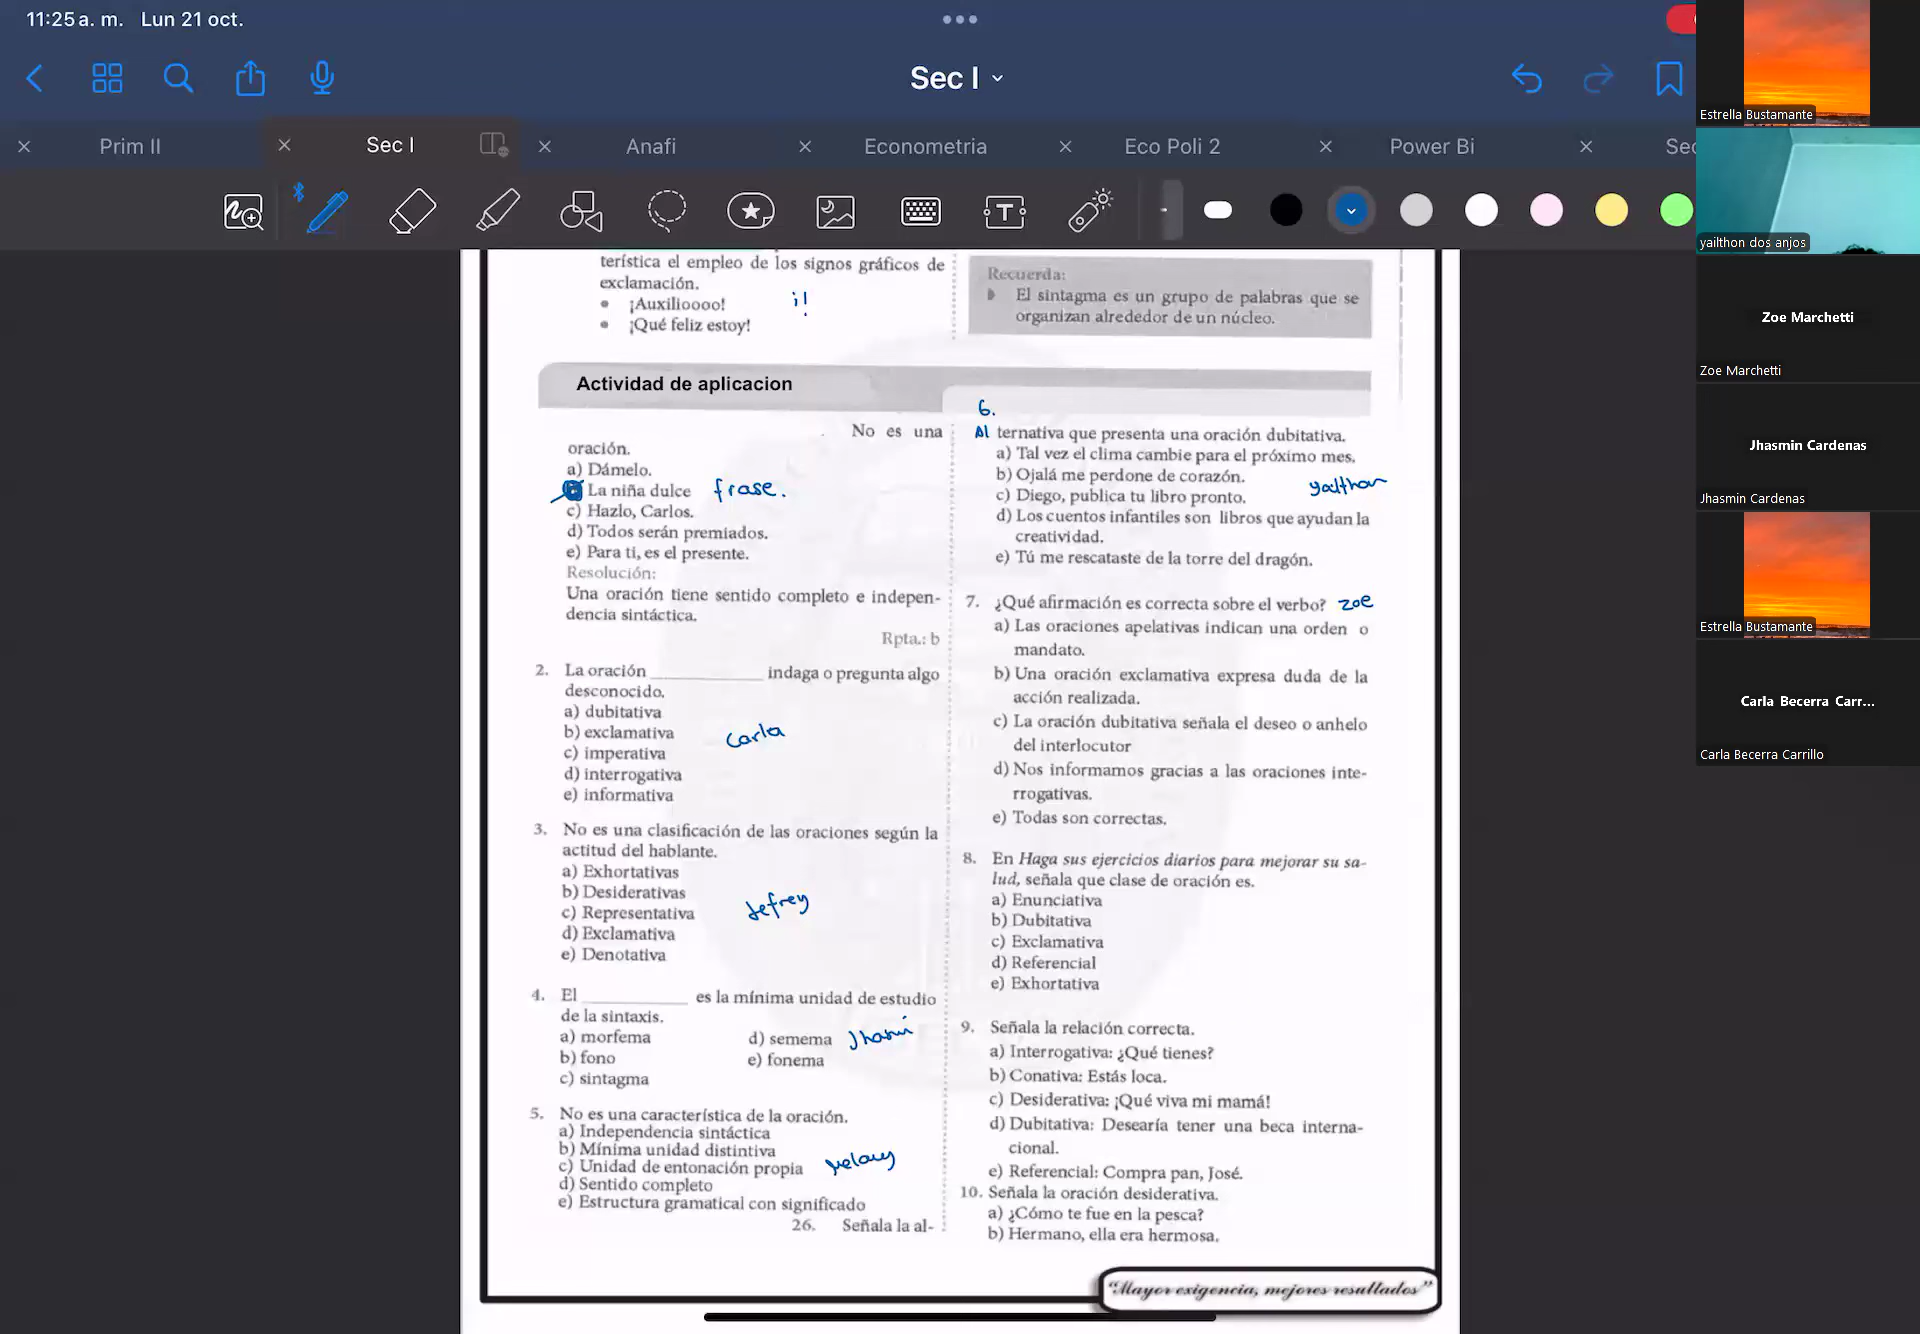 11:25 a. m. Lun 21 oct.
Sec I
Prim II
Sec I
Anafi
Econometria
Eco Poli 2
Power Bi
Sec
terística el empleo de los signos gráficos de
exclamación.
• ¡Auxilioooo!
¡!
• ¡Qué feliz estoy!
Recuerda:
El sintagma es un grupo de palabras que se
organizan alrededor de un núcleo.
Actividad de aplicacion
No es una
oración.
a) Dámelo.
La niña dulce frase.
c) Hazlo, Carlos.
d) Todos serán premiados.
e) Para ti, es el presente.
Resolución:
Una oración tiene sentido completo e indepen-
dencia sintáctica.
Rpta.: b
2. La oración ____________ indaga o pregunta algo
desconocido.
a) dubitativa
b) exclamativa
carla
c) imperativa
d) interrogativa
e) informativa
3. No es una clasificación de las oraciones según la
actitud del hablante.
a) Exhortativas
b) Desiderativas
c) Representativa
Jefrey
d) Exclamativa
e) Denotativa
4. El ___________ es la mínima unidad de estudio
de la sintaxis.
a) morfema d) semema
b) fono e) fonema
c) sintagma
5. No es una característica de la oración.
a) Independencia sintáctica
b) Mínima unidad distintiva
c) Unidad de entonación propia
d) Sentido completo
e) Estructura gramatical con significado
26. Señala la al-
6.
Al ternativa que presenta una oración dubitativa.
a) Tal vez el clima cambie para el próximo mes.
b) Ojalá me perdone de corazón.
yailthon
c) Diego, publica tu libro pronto.
d) Los cuentos infantiles son libros que ayudan la
creatividad.
e) Tú me rescataste de la torre del dragón.
7. ¿Qué afirmación es correcta sobre el verbo? zoe
a) Las oraciones apelativas indican una orden o
mandato.
b) Una oración exclamativa expresa duda de la
acción realizada.
c) La oración dubitativa señala el deseo o anhelo
del interlocutor
d) Nos informamos gracias a las oraciones inte-
rrogativas.
e) Todas son correctas.
8. En Haga sus ejercicios diarios para mejorar su sa-
lud, señala que clase de oración es.
a) Enunciativa
b) Dubitativa
c) Exclamativa
d) Referencial
e) Exhortativa
9. Señala la relación correcta.
a) Interrogativa: ¿Qué tienes?
b) Conativa: Estás loca.
c) Desiderativa: ¡Qué viva mi mamá!
d) Dubitativa: Desearía tener una beca interna-
cional.
e) Referencial: Compra pan, José.
10. Señala la oración desiderativa.
a) ¿Cómo te fue en la pesca?
b) Hermano, ella era hermosa.
"Mayor exigencia, mejores resultados"
Estrella Bustamante
yailthon dos anjos
Zoe Marchetti
Zoe Marchetti
Jhasmin Cardenas
Jhasmin Cardenas
Estrella Bustamante
Carla Becerra Carr...
Carla Becerra Carrillo